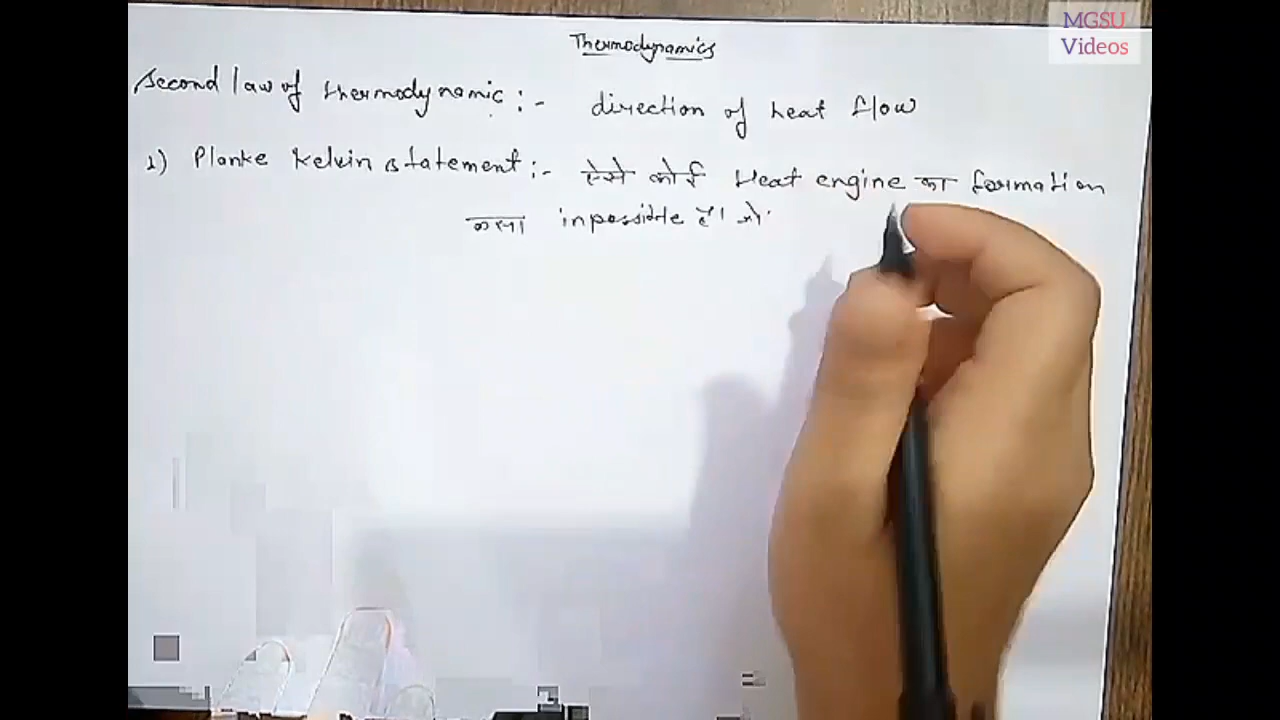 MGSU
Videos
Thermodynamics
Second law of thermodynamic :- direction of heat flow
1) Planke Kelvin statement :- ऐसे कोई Heat engine का formation
करना inpossible है। जो